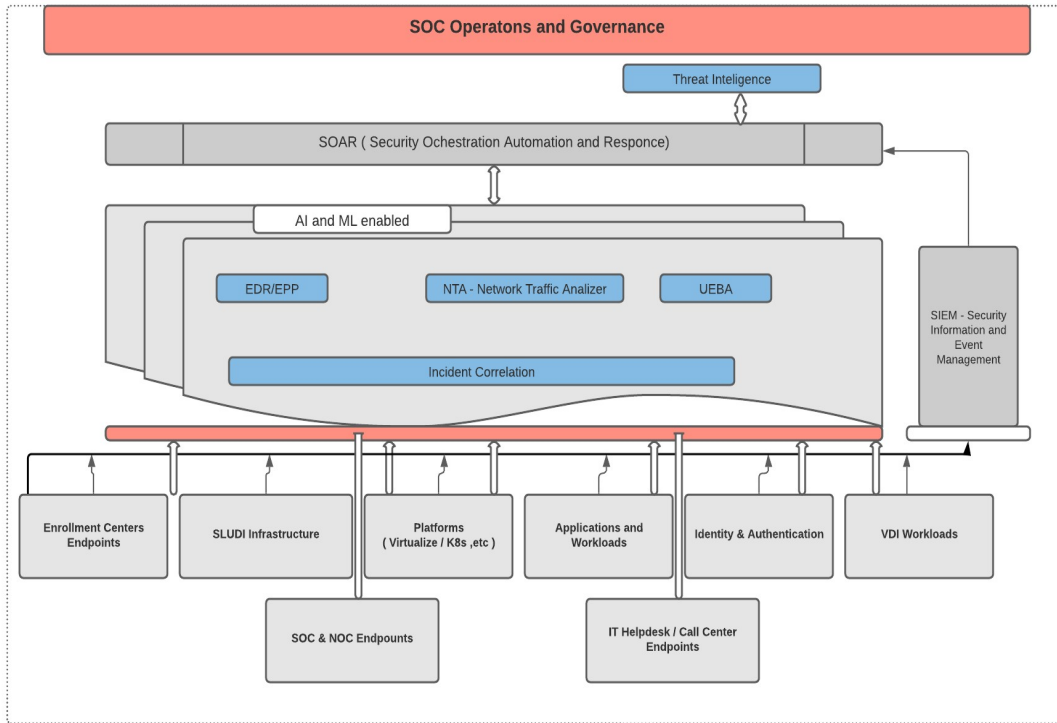 SOC Operatons and Governance
Threat Inteligence
SOAR ( Security Ochestration Automation and Responce)
AI and ML enabled
EDR/EPP
NTA - Network Traffic Analizer
UEBA
SIEM - Security
Information and
Event
Management
Incident Correlation
Enrollment Centers
Endpoints
SLUDI Infrastructure
Platforms
( Virtualize / K8s ,etc )
Applications and
Workloads
Identity & Authentication
VDI Workloads
SOC & NOC Endpounts
IT Helpdesk / Call Center
Endpoints